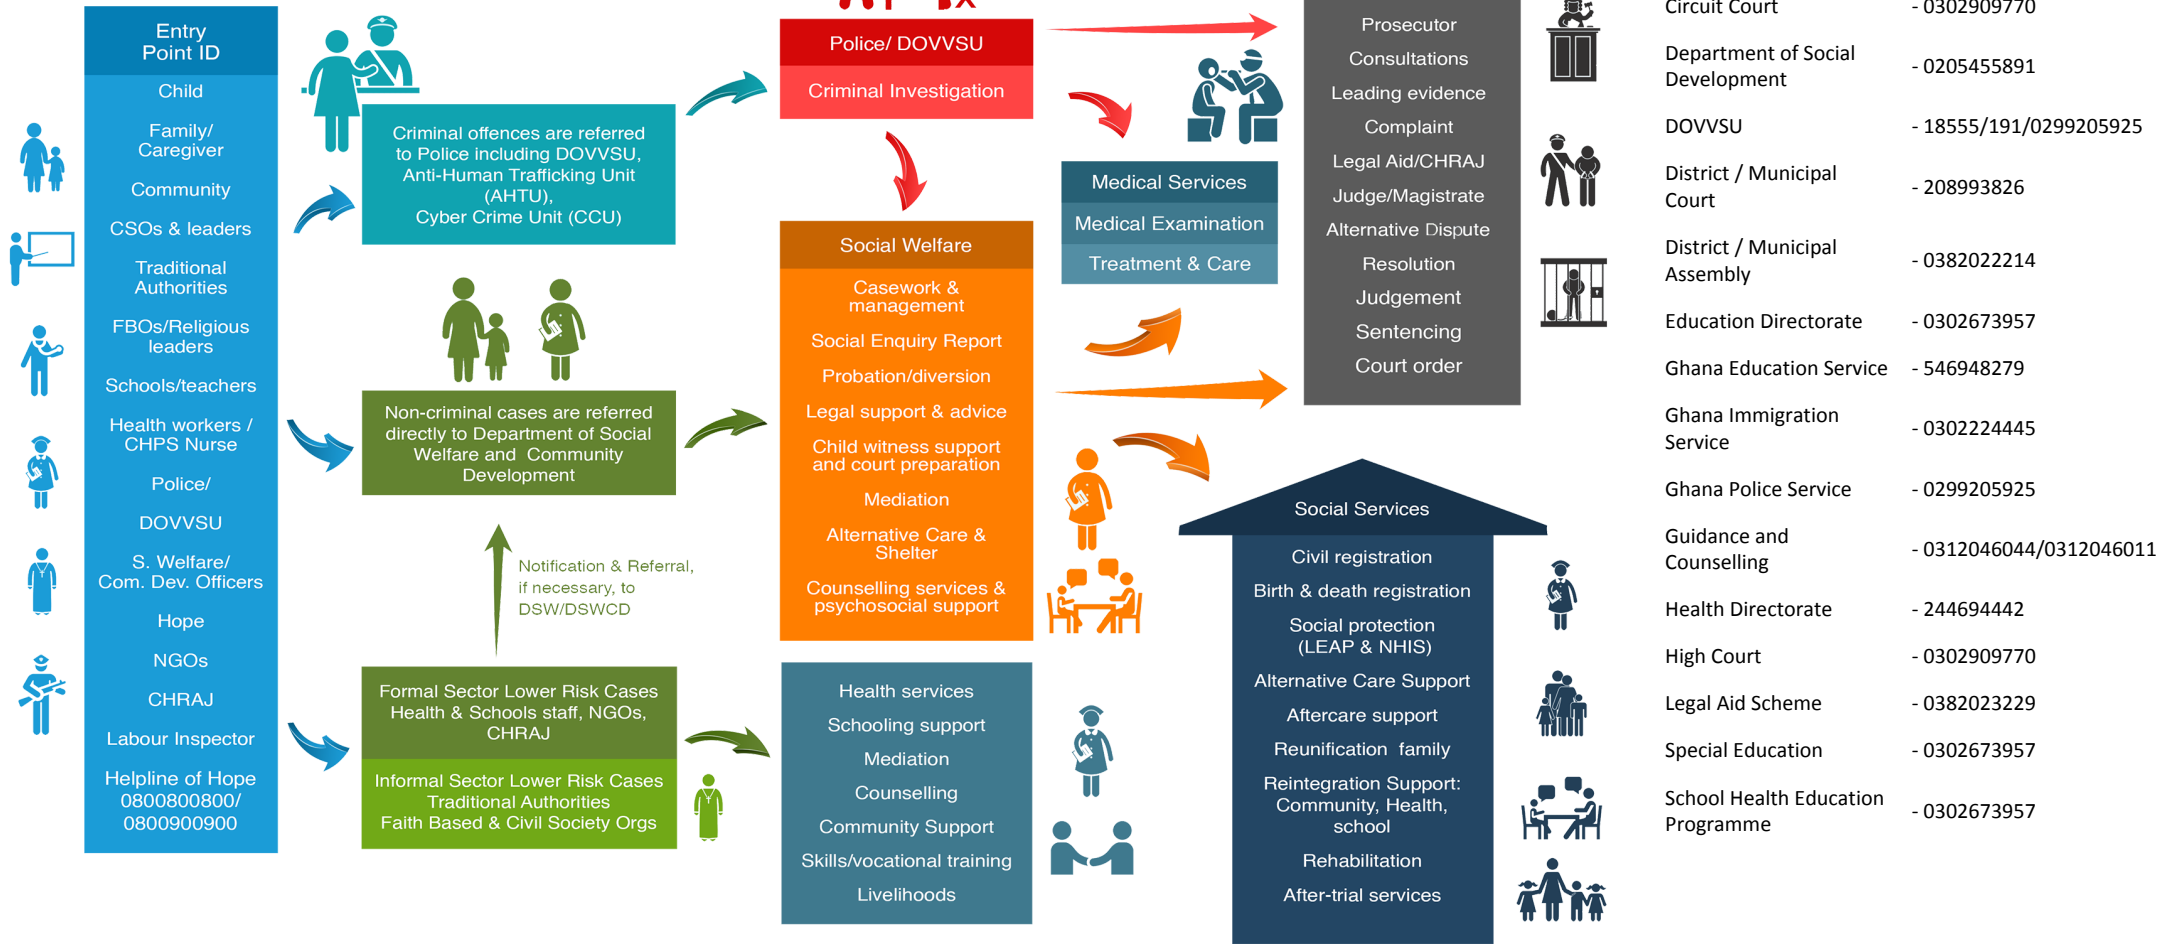 Entry
Point ID
Child
Family/
Caregiver
Community
CSOs & leaders
Traditional
Authorities
FBOs/Religious
leaders
Schools/teachers
Health workers /
CHPS Nurse
Police/
DOVVSU
S. Welfare/
Com. Dev. Officers
Hope
NGOs
CHRAJ
Labour Inspector
Helpline of Hope
0800800800/
0800900900
Criminal offences are referred
to Police including DOVVSU,
Anti-Human Trafficking Unit
(AHTU),
Cyber Crime Unit (CCU)
Non-criminal cases are referred
directly to Department of Social
Welfare and Community
Development
Notification & Referral,
if necessary, to
DSW/DSWCD
Formal Sector Lower Risk Cases
Health & Schools staff, NGOs,
CHRAJ
Informal Sector Lower Risk Cases
Traditional Authorities
Faith Based & Civil Society Orgs
Police/ DOVVSU
Criminal Investigation
Social Welfare
Casework &
management
Social Enquiry Report
Probation/diversion
Legal support & advice
Child witness support
and court preparation
Mediation
Alternative Care &
Shelter
Counselling services &
psychosocial support
Health services
Schooling support
Mediation
Counselling
Community Support
Skills/vocational training
Livelihoods
Medical Services
Medical Examination
Treatment & Care
Prosecutor
Consultations
Leading evidence
Complaint
Legal Aid/CHRAJ
Judge/Magistrate
Alternative Dispute
Resolution
Judgement
Sentencing
Court order
Social Services
Civil registration
Birth & death registration
Social protection
(LEAP & NHIS)
Alternative Care Support
Aftercare support
Reunification family
Reintegration Support:
Community, Health,
school
Rehabilitation
After-trial services
Circuit Court - 0302909770
Department of Social
Development - 0205455891
DOVVSU - 18555/191/0299205925
District / Municipal
Court - 208993826
District / Municipal
Assembly - 0382022214
Education Directorate - 0302673957
Ghana Education Service - 546948279
Ghana Immigration
Service - 0302224445
Ghana Police Service - 0299205925
Guidance and
Counselling - 0312046044/0312046011
Health Directorate - 244694442
High Court - 0302909770
Legal Aid Scheme - 0382023229
Special Education - 0302673957
School Health Education
Programme - 0302673957